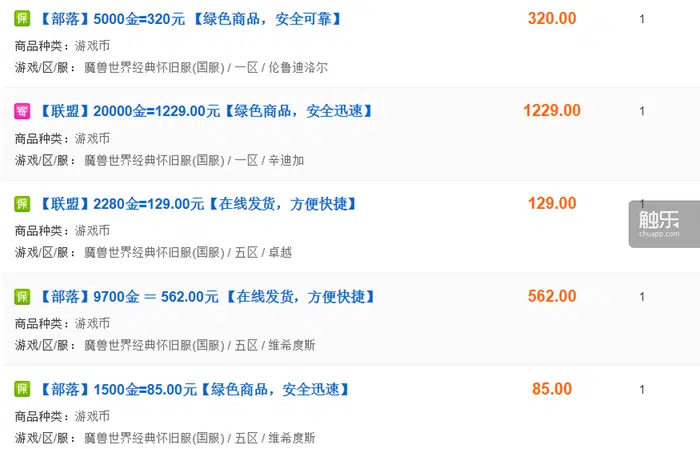 保 【部落】5000金=320元 【绿色商品，安全可靠】 320.00 1
商品种类：游戏币
游戏/区/服： 魔兽世界经典怀旧服(国服) / 一区 / 伦鲁迪洛尔
寄 【联盟】20000金=1229.00元【绿色商品，安全迅速】 1229.00 1
商品种类：游戏币
游戏/区/服： 魔兽世界经典怀旧服(国服) / 一区 / 辛迪加
保 【联盟】2280金=129.00元【在线发货，方便快捷】 129.00 1
商品种类：游戏币
游戏/区/服： 魔兽世界经典怀旧服(国服) / 五区 / 卓越
触乐
chuapp.com
保 【部落】9700金 ＝ 562.00元 【在线发货，方便快捷】 562.00 1
商品种类：游戏币
游戏/区/服： 魔兽世界经典怀旧服(国服) / 五区 / 维希度斯
保 【部落】1500金=85.00元【绿色商品，安全迅速】 85.00 1
商品种类：游戏币
游戏/区/服： 魔兽世界经典怀旧服(国服) / 五区 / 维希度斯